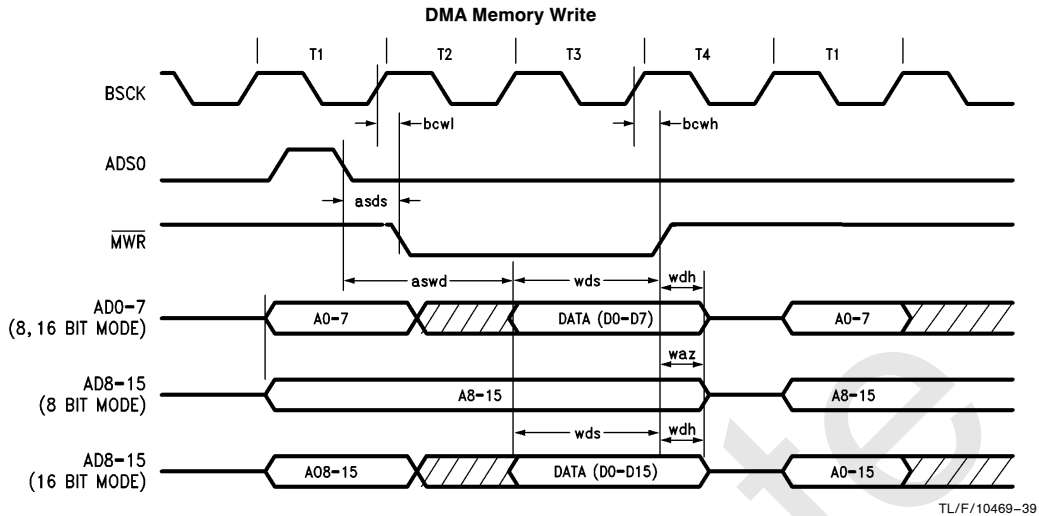 DMA Memory Write
T1 T2 T3 T4 T1
BSCK
bcwl bcwh
ADS0
asds
MWR
aswd wds wdh
AD0-7
(8, 16 BIT MODE)
A0-7 DATA (D0-D7) A0-7
waz
AD8-15
(8 BIT MODE)
A8-15 A8-15
wds wdh
AD8-15
(16 BIT MODE)
A08-15 DATA (D0-D15) A0-15
TL/F/10469-39